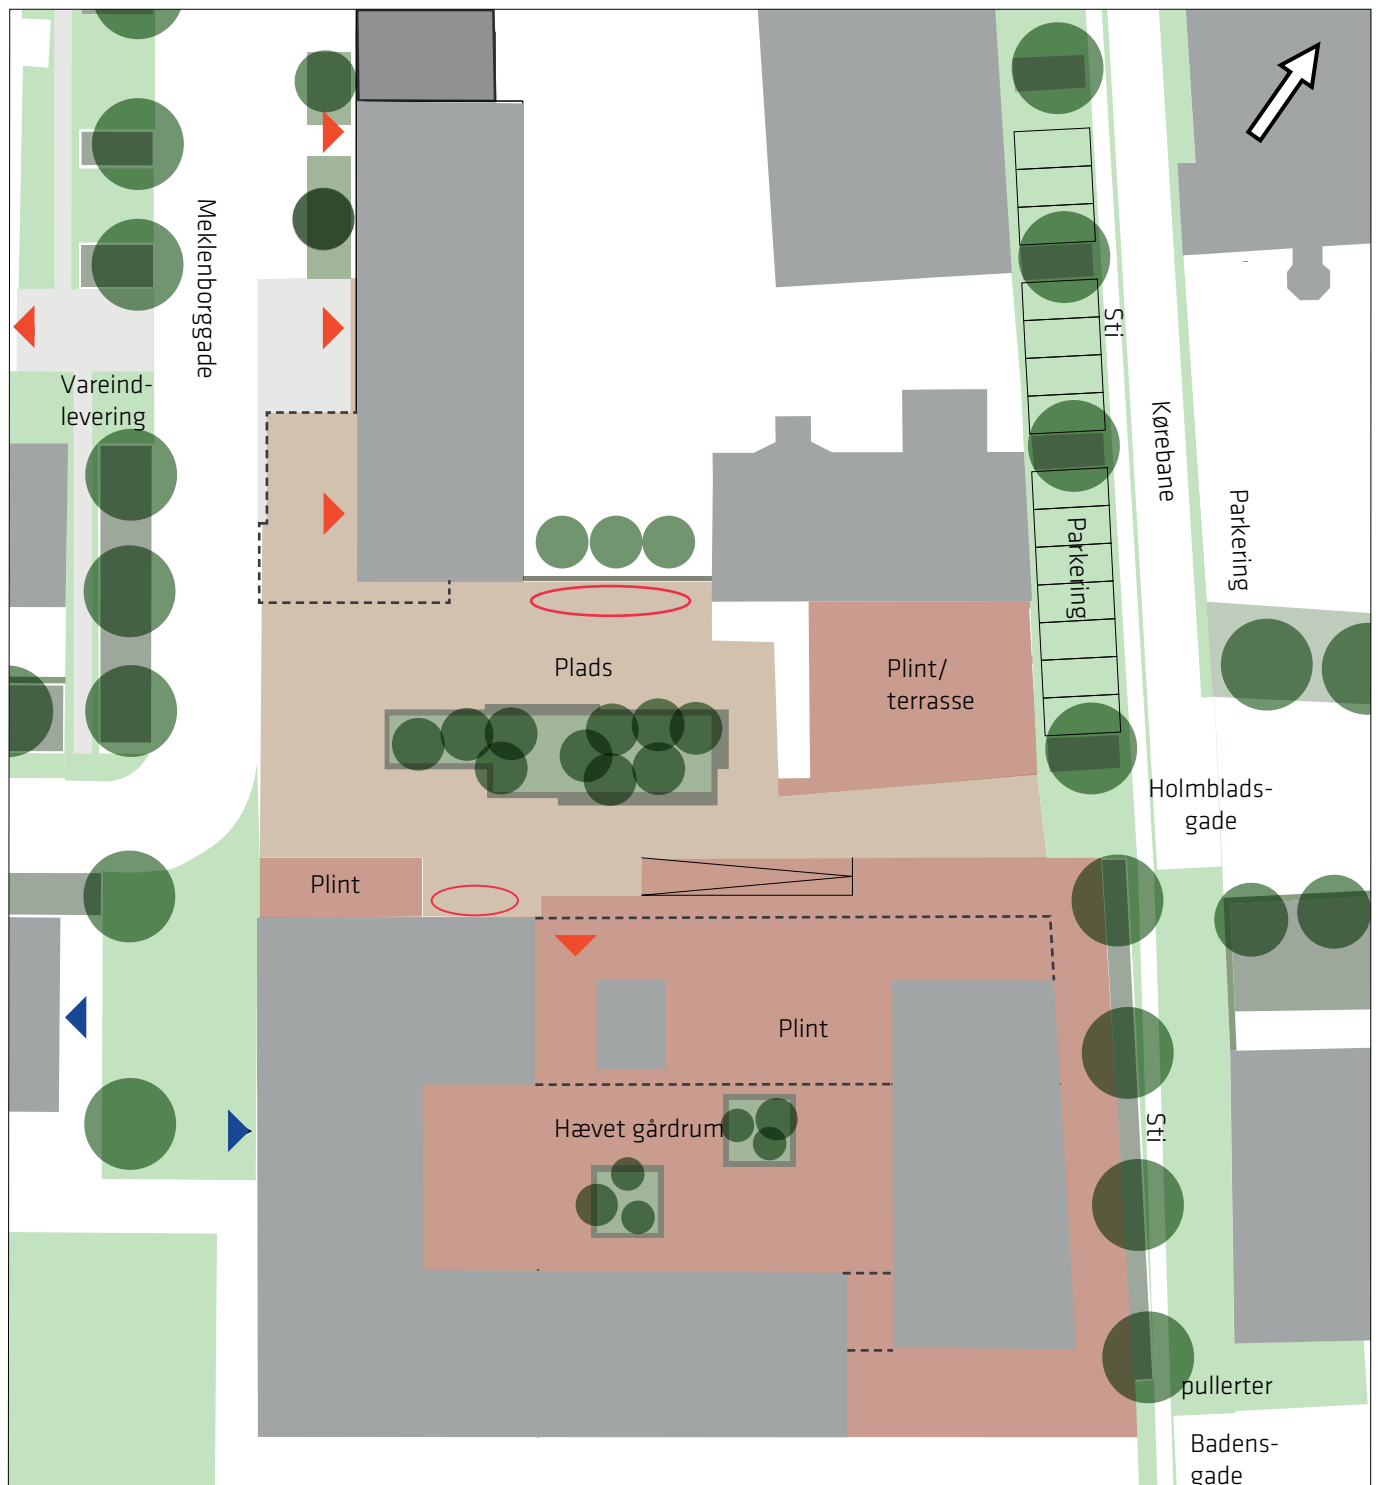 Meklenborggade
Vareind-
levering
Sti
Kørebane
Parkering
Parkering
Plads
Plint/
terrasse
Holmblads-
gade
Plint
Plint
Hævet gårdrum
Sti
pullerter
Badens-
gade